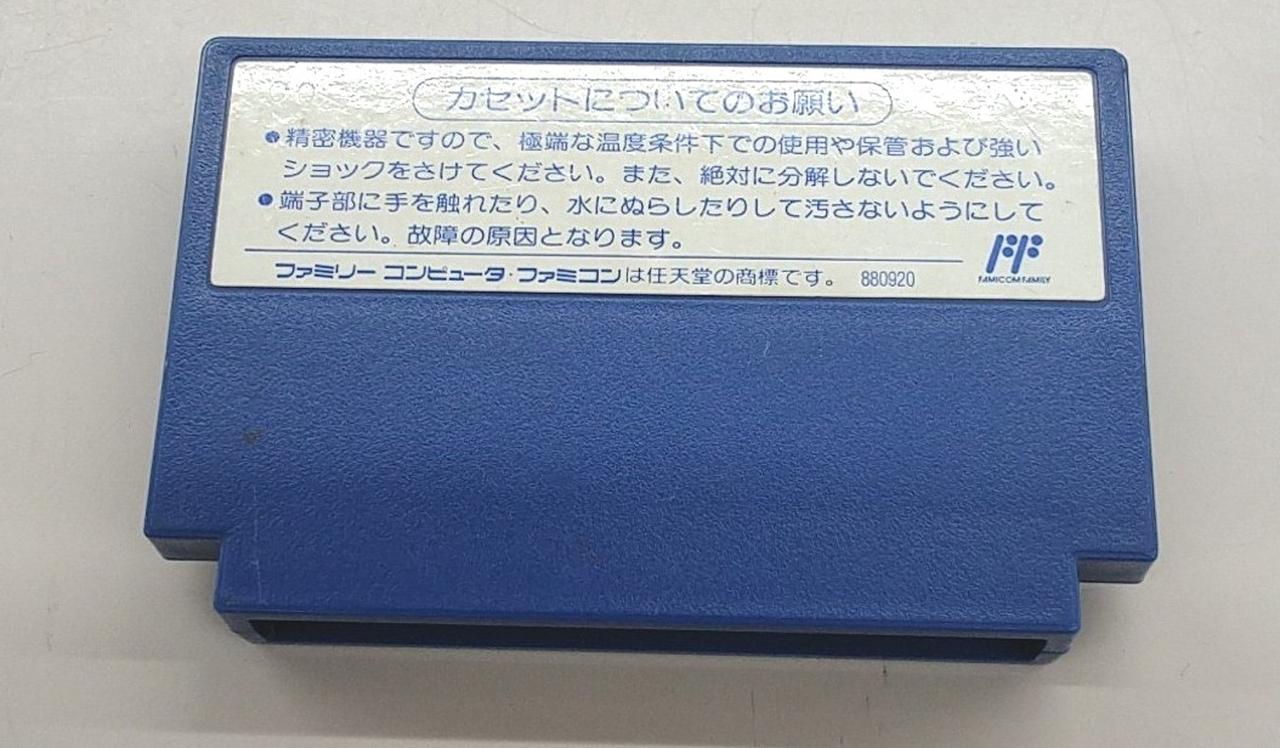 カセットについてのお願い
●精密機器ですので、極端な温度条件下での使用や保管および強い
ショックをさけてください。また、絶対に分解しないでください。
●端子部に手を触れたり、水にぬらしたりして汚さないようにして
ください。故障の原因となります。
ファミリー コンピュータ・ファミコンは任天堂の商標です。 880920
FAMICOM FAMILY